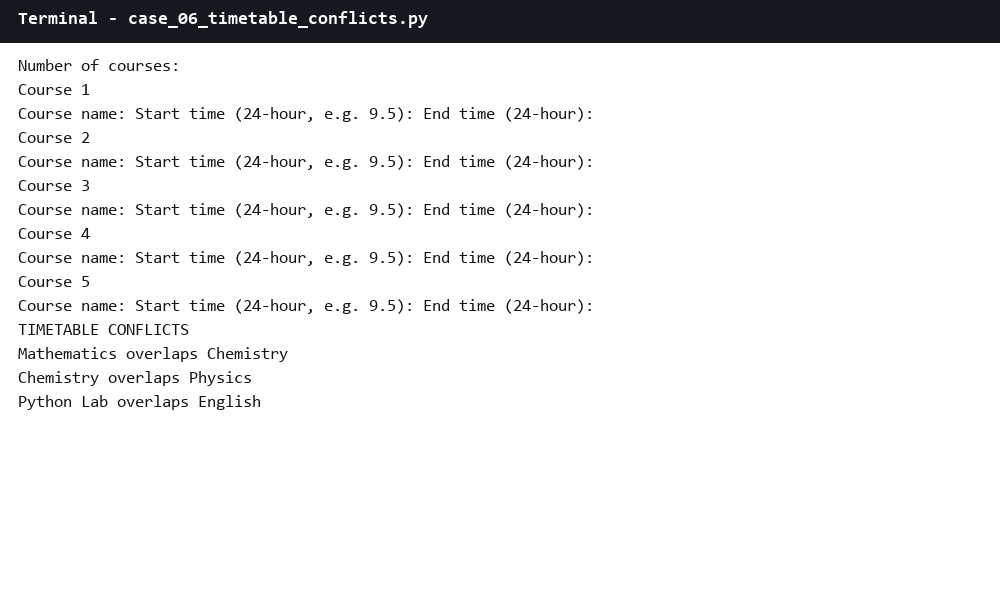 Terminal - case_06_timetable_conflicts.py
Number of courses:
Course 1
Course name: Start time (24-hour, e.g. 9.5): End time (24-hour):
Course 2
Course name: Start time (24-hour, e.g. 9.5): End time (24-hour):
Course 3
Course name: Start time (24-hour, e.g. 9.5): End time (24-hour):
Course 4
Course name: Start time (24-hour, e.g. 9.5): End time (24-hour):
Course 5
Course name: Start time (24-hour, e.g. 9.5): End time (24-hour):
TIMETABLE CONFLICTS
Mathematics overlaps Chemistry
Chemistry overlaps Physics
Python Lab overlaps English